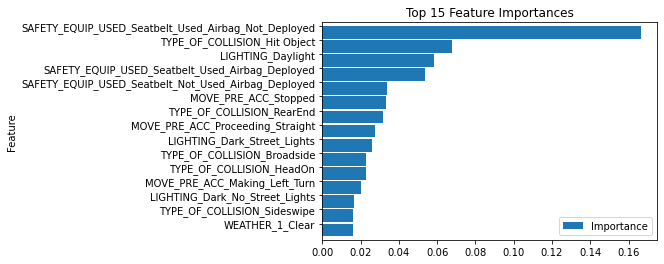 Top 15 Feature Importances
SAFETY_EQUIP_USED_Seatbelt_Used_Airbag_Not_Deployed
TYPE_OF_COLLISION_Hit Object
LIGHTING_Daylight
SAFETY_EQUIP_USED_Seatbelt_Used_Airbag_Deployed
SAFETY_EQUIP_USED_Seatbelt_Not_Used_Airbag_Deployed
MOVE_PRE_ACC_Stopped
TYPE_OF_COLLISION_RearEnd
MOVE_PRE_ACC_Proceeding_Straight
LIGHTING_Dark_Street_Lights
TYPE_OF_COLLISION_Broadside
TYPE_OF_COLLISION_HeadOn
MOVE_PRE_ACC_Making_Left_Turn
LIGHTING_Dark_No_Street_Lights
TYPE_OF_COLLISION_Sideswipe
WEATHER_1_Clear
Feature
Importance
0.00 0.02 0.04 0.06 0.08 0.10 0.12 0.14 0.16